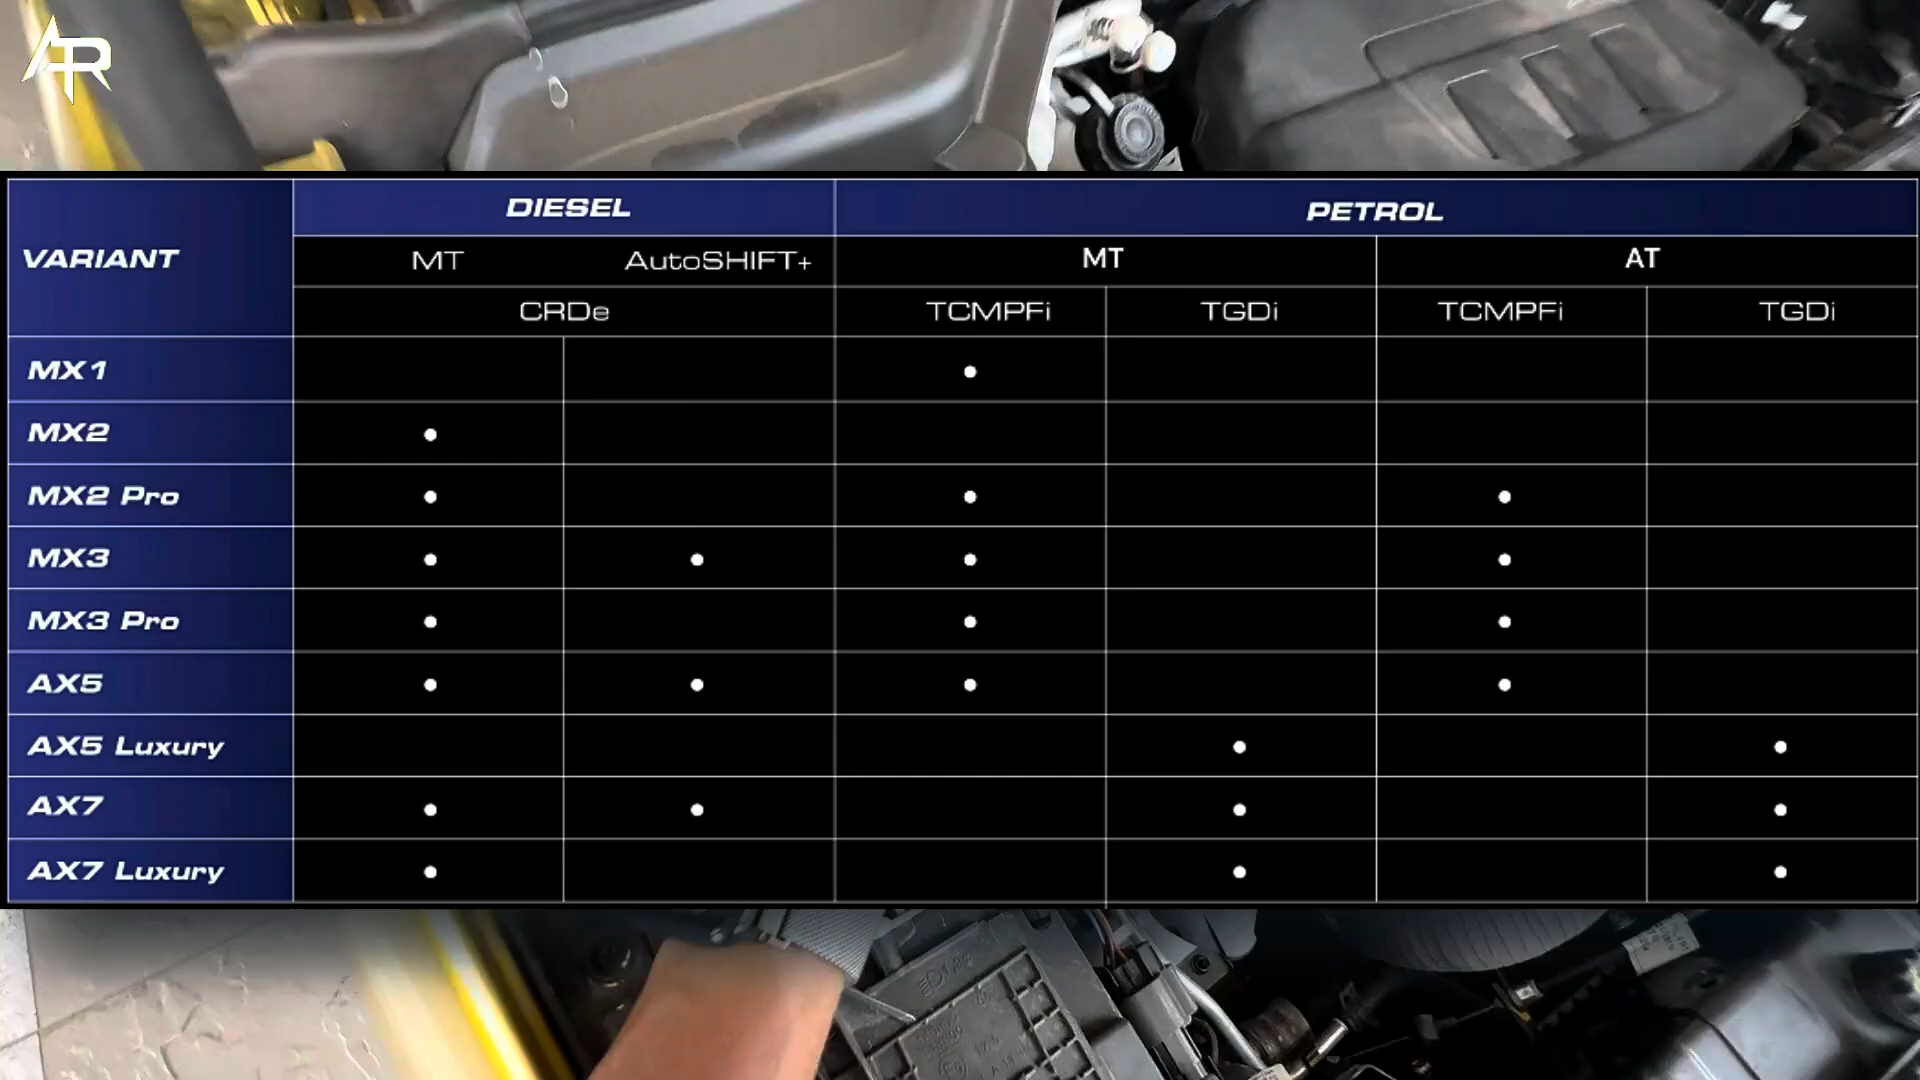 ATR
DIESEL
PETROL
VARIANT
MT
AutoSHIFT+
MT
AT
CRDe
TCMPFi
TGDi
TCMPFi
TGDi
MX1 •
MX2 •
MX2 Pro • • •
MX3 • • • •
MX3 Pro • • •
AX5 • • • •
AX5 Luxury • •
AX7 • • • •
AX7 Luxury • • •